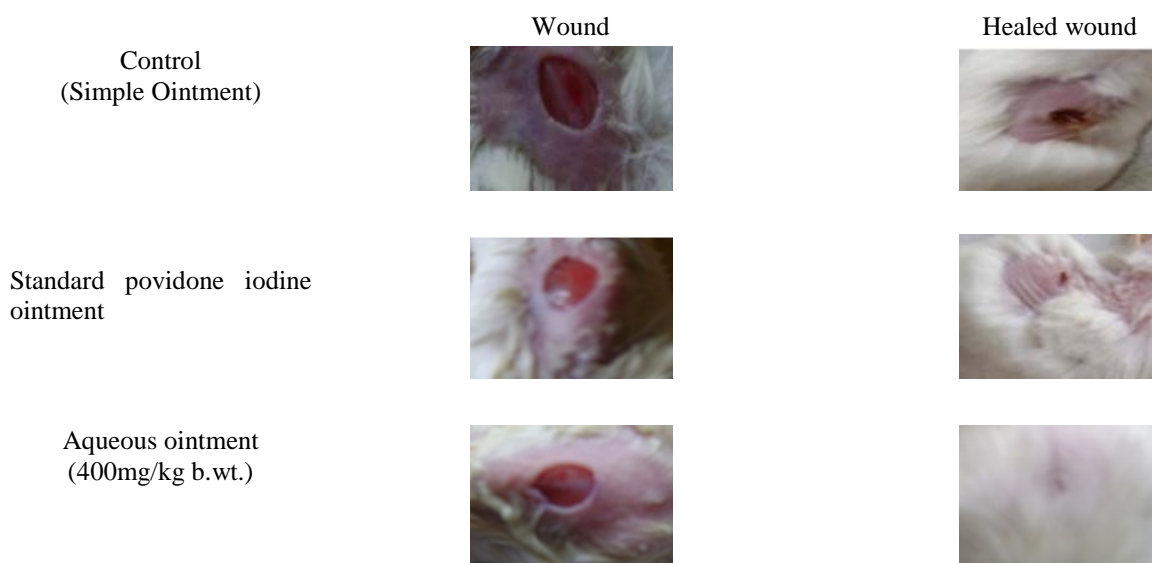 Wound
Healed wound
Control
(Simple Ointment)
Standard povidone iodine
ointment
Aqueous ointment
(400mg/kg b.wt.)